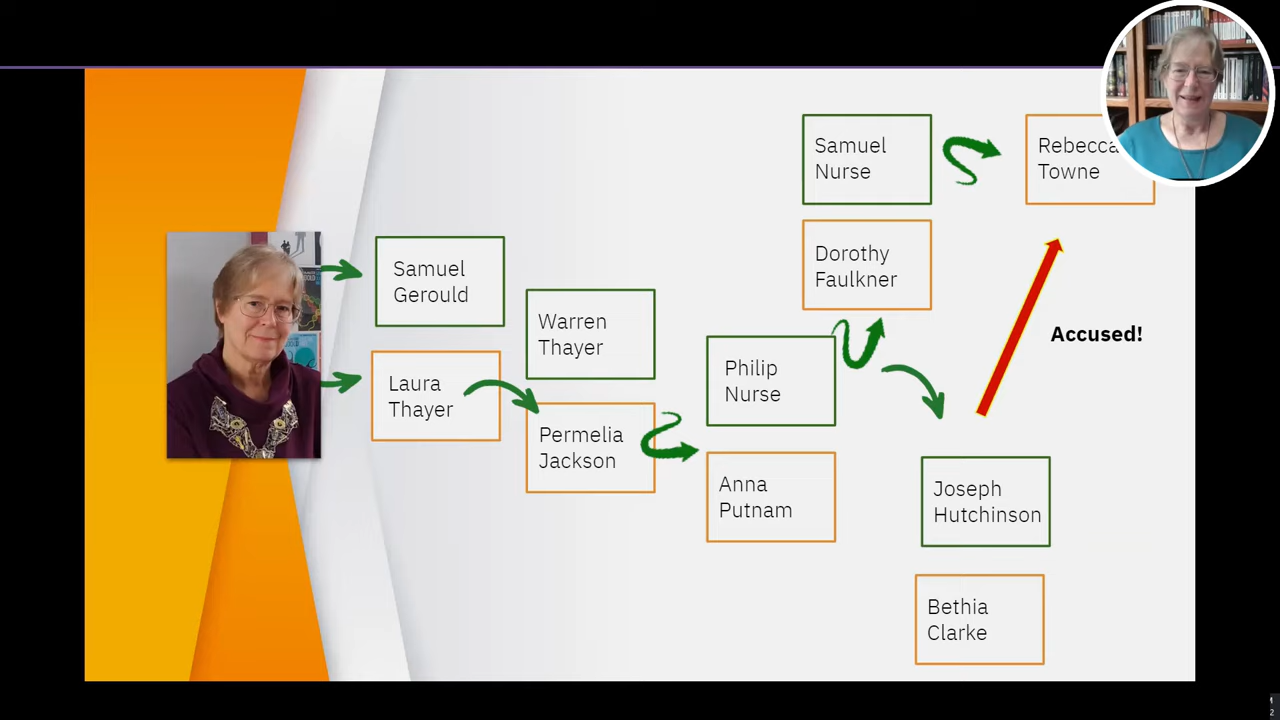 Samuel
Gerould
Laura
Thayer
Warren
Thayer
Permelia
Jackson
Philip
Nurse
Anna
Putnam
Samuel
Nurse
Dorothy
Faulkner
Rebecca
Towne
Accused!
Joseph
Hutchinson
Bethia
Clarke